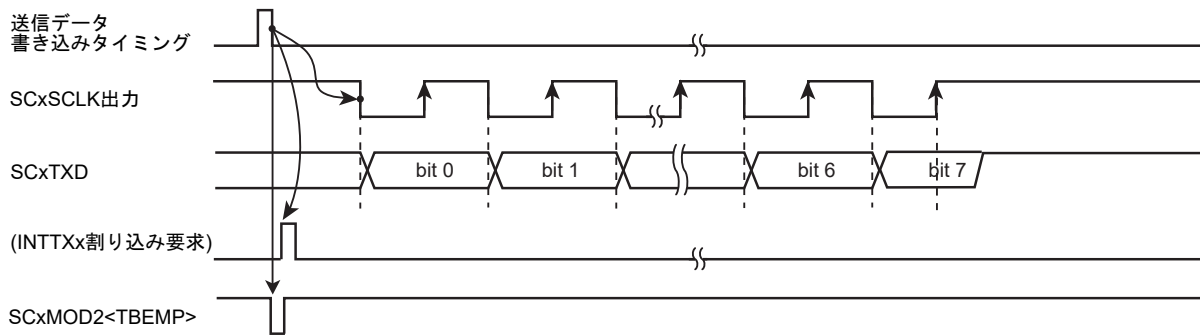 送信データ
書き込みタイミング
SCxSCLK出力
SCxTXD
bit 0
bit 1
bit 6
bit 7
(INTTXx割り込み要求)
SCxMOD2<TBEMP>